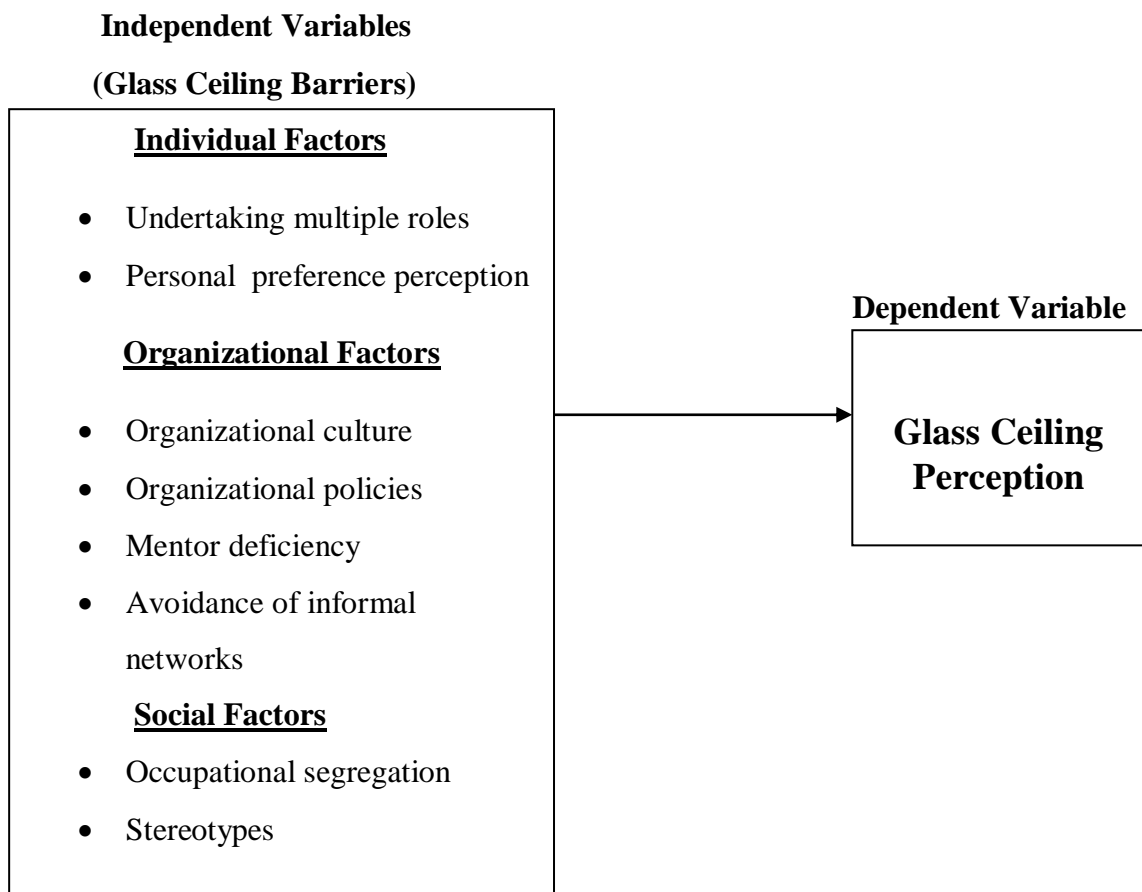 Independent Variables
(Glass Ceiling Barriers)
Individual Factors
• Undertaking multiple roles
• Personal preference perception
Organizational Factors
• Organizational culture
• Organizational policies
• Mentor deficiency
• Avoidance of informal
networks
Social Factors
• Occupational segregation
• Stereotypes
Dependent Variable
Glass Ceiling
Perception